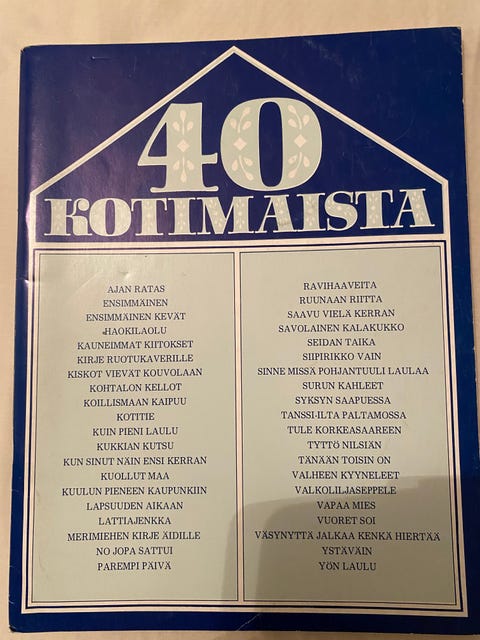 40
KOTIMAISTA
AJAN RATAS
ENSIMMÄINEN
ENSIMMÄINEN KEVÄT
HAOKILAOLU
KAUNEIMMAT KIITOKSET
KIRJE RUOTUKAVERILLE
KISKOT VIEVÄT KOUVOLAAN
KOHTALON KELLOT
KOILLISMAAN KAIPUU
KOTITIE
KUIN PIENI LAULU
KUKKIAN KUTSU
KUN SINUT NÄIN ENSI KERRAN
KUOLLUT MAA
KUULUN PIENEEN KAUPUNKIIN
LAPSUUDEN AIKAAN
LATTIAJENKKA
MERIMIEHEN KIRJE ÄIDILLE
NO JOPA SATTUI
PAREMPI PÄIVÄ
RAVIHAAVEITA
RUUNAAN RIITTA
SAAVU VIELÄ KERRAN
SAVOLAINEN KALAKUKKO
SEIDAN TAIKA
SIIPIRIKKO VAIN
SINNE MISSÄ POHJANTUULI LAULAA
SURUN KAHLEET
SYKSYN SAAPUESSA
TANSSI-ILTA PALTAMOSSA
TULE KORKEASAAREEN
TYTTÖ NILSIÄN
TÄNÄÄN TOISIN ON
VALHEEN KYYNELEET
VALKOLILJASEPPELE
VAPAA MIES
VUORET SOI
VÄSYNYTTÄ JALKAA KENKÄ HIERTÄÄ
YSTÄVÄIN
YÖN LAULU